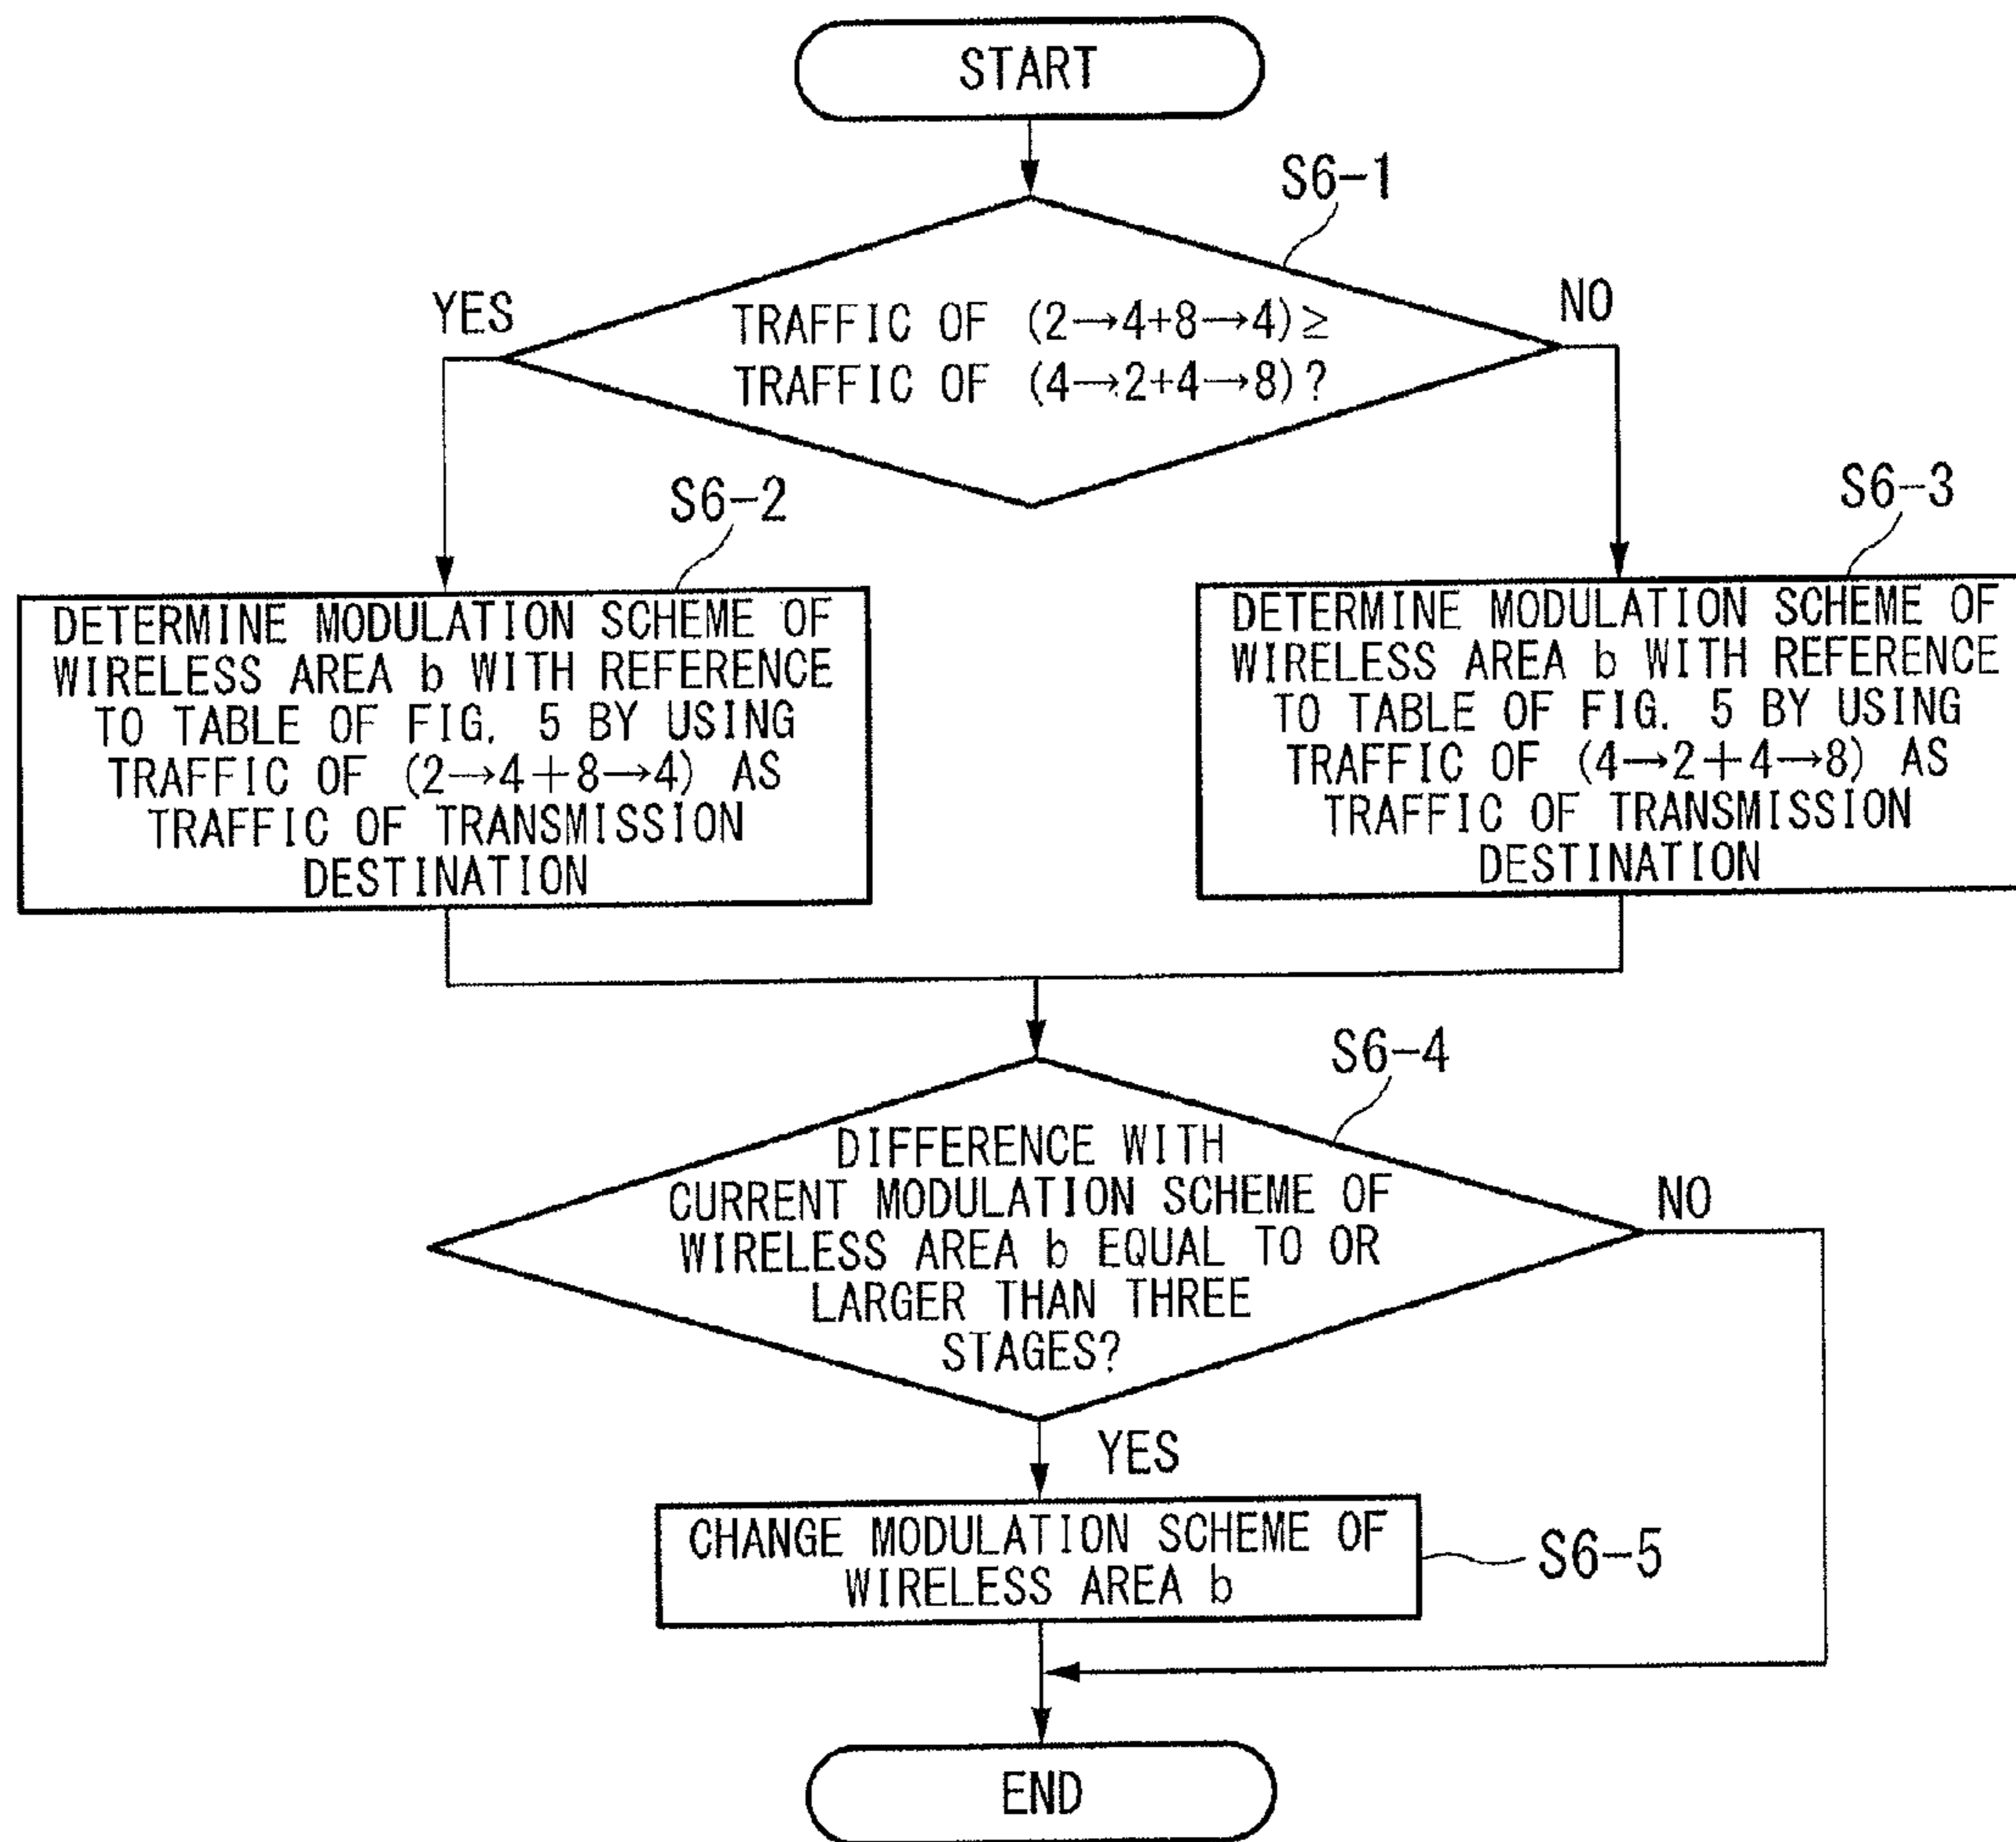 START
S6-1
YES
NO
TRAFFIC OF (2→4+8→4)≥
TRAFFIC OF (4→2+4→8)?
S6-2
S6-3
DETERMINE MODULATION SCHEME OF
WIRELESS AREA b WITH REFERENCE
TO TABLE OF FIG. 5 BY USING
TRAFFIC OF (2→4+8→4) AS
TRAFFIC OF TRANSMISSION
DESTINATION
DETERMINE MODULATION SCHEME OF
WIRELESS AREA b WITH REFERENCE
TO TABLE OF FIG. 5 BY USING
TRAFFIC OF (4→2+4→8) AS
TRAFFIC OF TRANSMISSION
DESTINATION
S6-4
DIFFERENCE WITH
CURRENT MODULATION SCHEME OF
WIRELESS AREA b EQUAL TO OR
LARGER THAN THREE
STAGES?
NO
YES
CHANGE MODULATION SCHEME OF
WIRELESS AREA b
S6-5
END